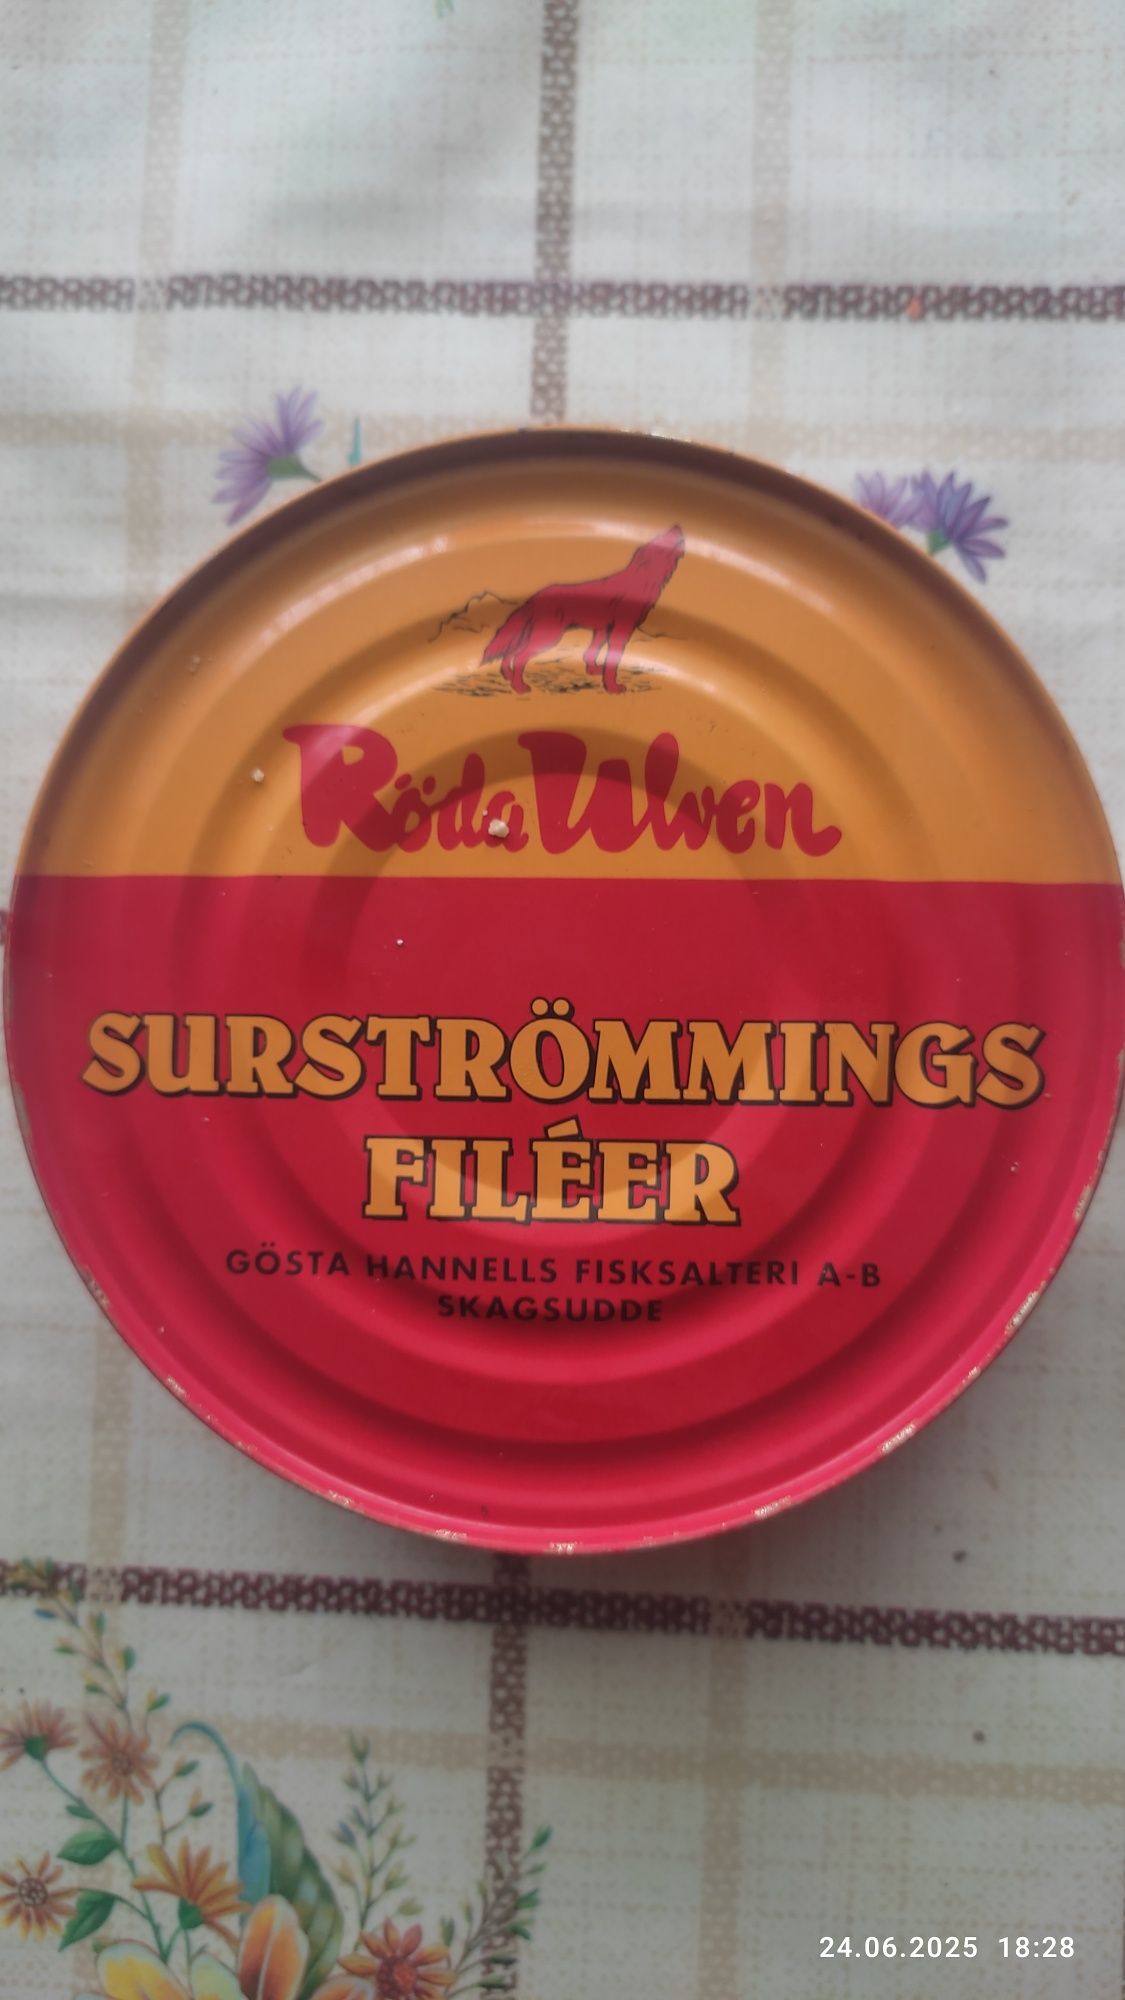 Röda Ulven
SURSTRÖMMINGS
FILÉER
GÖSTA HANNELLS FISKSALTERI A-B
SKAGSUDDE
24.06.2025 18:28